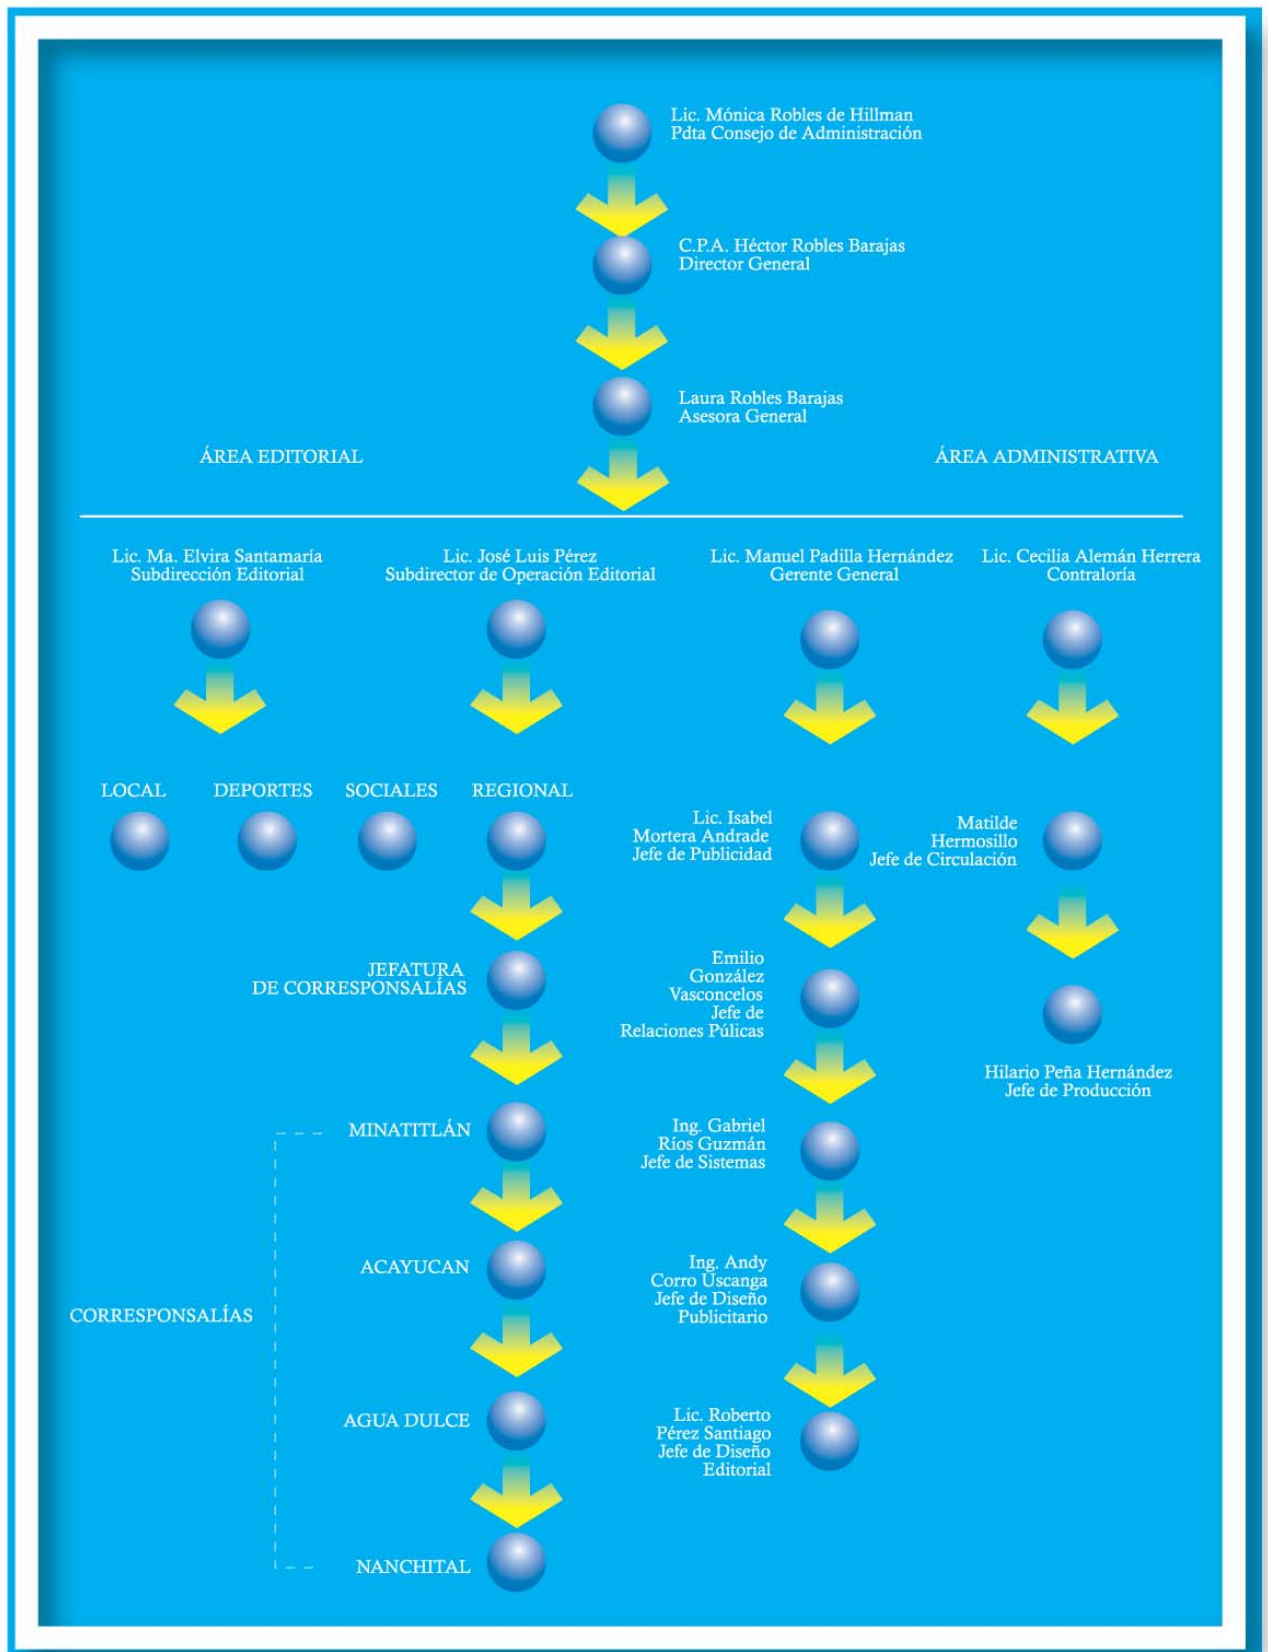 Lic. Mónica Robles de Hillman
Pdta Consejo de Administración
C.P.A. Héctor Robles Barajas
Director General
Laura Robles Barajas
Asesora General
ÁREA EDITORIAL
ÁREA ADMINISTRATIVA
Lic. Ma. Elvira Santamaría
Subdirección Editorial
Lic. José Luis Pérez
Subdirector de Operación Editorial
Lic. Manuel Padilla Hernández
Gerente General
Lic. Cecilia Alemán Herrera
Contraloría
LOCAL
DEPORTES
SOCIALES
REGIONAL
JEFATURA
DE CORRESPONSALÍAS
MINATITLÁN
ACAYUCAN
CORRESPONSALÍAS
AGUA DULCE
NANCHITAL
Lic. Isabel
Mortera Andrade
Jefe de Publicidad
Emilio
González
Vasconcelos
Jefe de
Relaciones Púlicas
Ing. Gabriel
Ríos Guzmán
Jefe de Sistemas
Ing. Andy
Corro Uscanga
Jefe de Diseño
Publicitario
Lic. Roberto
Pérez Santiago
Jefe de Diseño
Editorial
Matilde
Hermosillo
Jefe de Circulación
Hilario Peña Hernández
Jefe de Producción